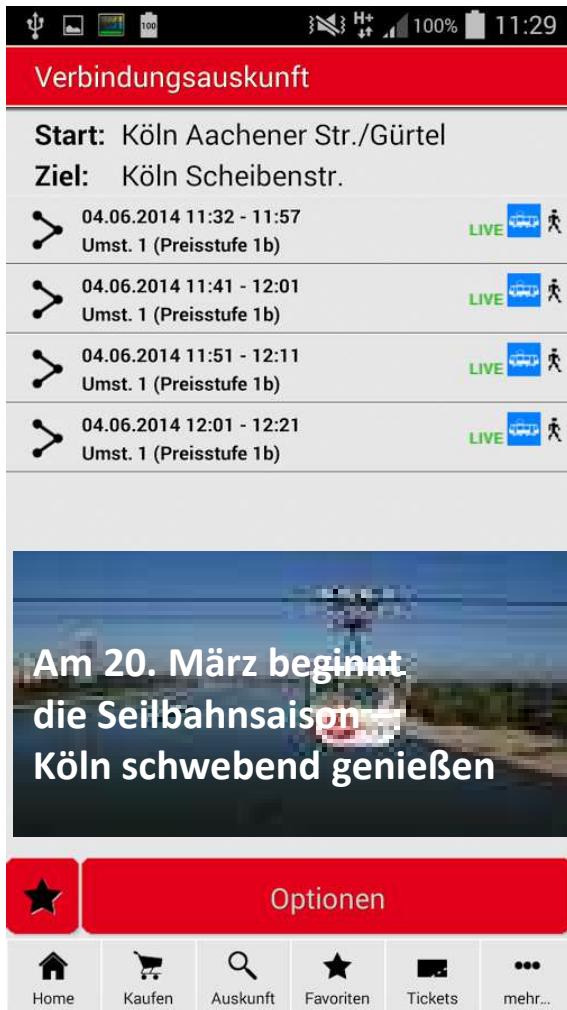 100
H+
100%
11:29
Verbindungsauskunft
Start: Köln Aachener Str./Gürtel
Ziel: Köln Scheibenstr.
04.06.2014 11:32 - 11:57
Umst. 1 (Preisstufe 1b)
LIVE
04.06.2014 11:41 - 12:01
Umst. 1 (Preisstufe 1b)
LIVE
04.06.2014 11:51 - 12:11
Umst. 1 (Preisstufe 1b)
LIVE
04.06.2014 12:01 - 12:21
Umst. 1 (Preisstufe 1b)
LIVE
Am 20. März beginnt
die Seilbahnsaison -
Köln schwebend genießen
Optionen
Home Kaufen Auskunft Favoriten Tickets mehr...